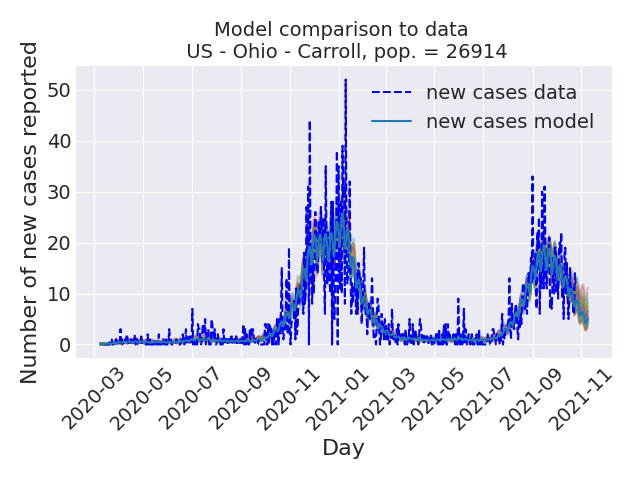 Model comparison to data
US - Ohio - Carroll, pop. = 26914
Number of new cases reported
50
40
30
20
10
0
new cases data
new cases model
2020-03
2020-05
2020-07
2020-09
2020-11
2021-01
2021-03
2021-05
2021-07
2021-09
2021-11
Day